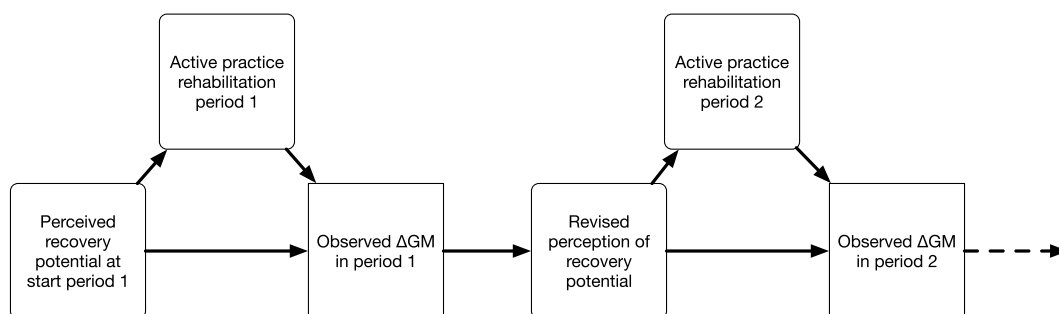 Active practice
rehabilitation
period 1
Active practice
rehabilitation
period 2
Perceived
recovery
potential at
start period 1
Observed ΔGM
in period 1
Revised
perception of
recovery
potential
Observed ΔGM
in period 2